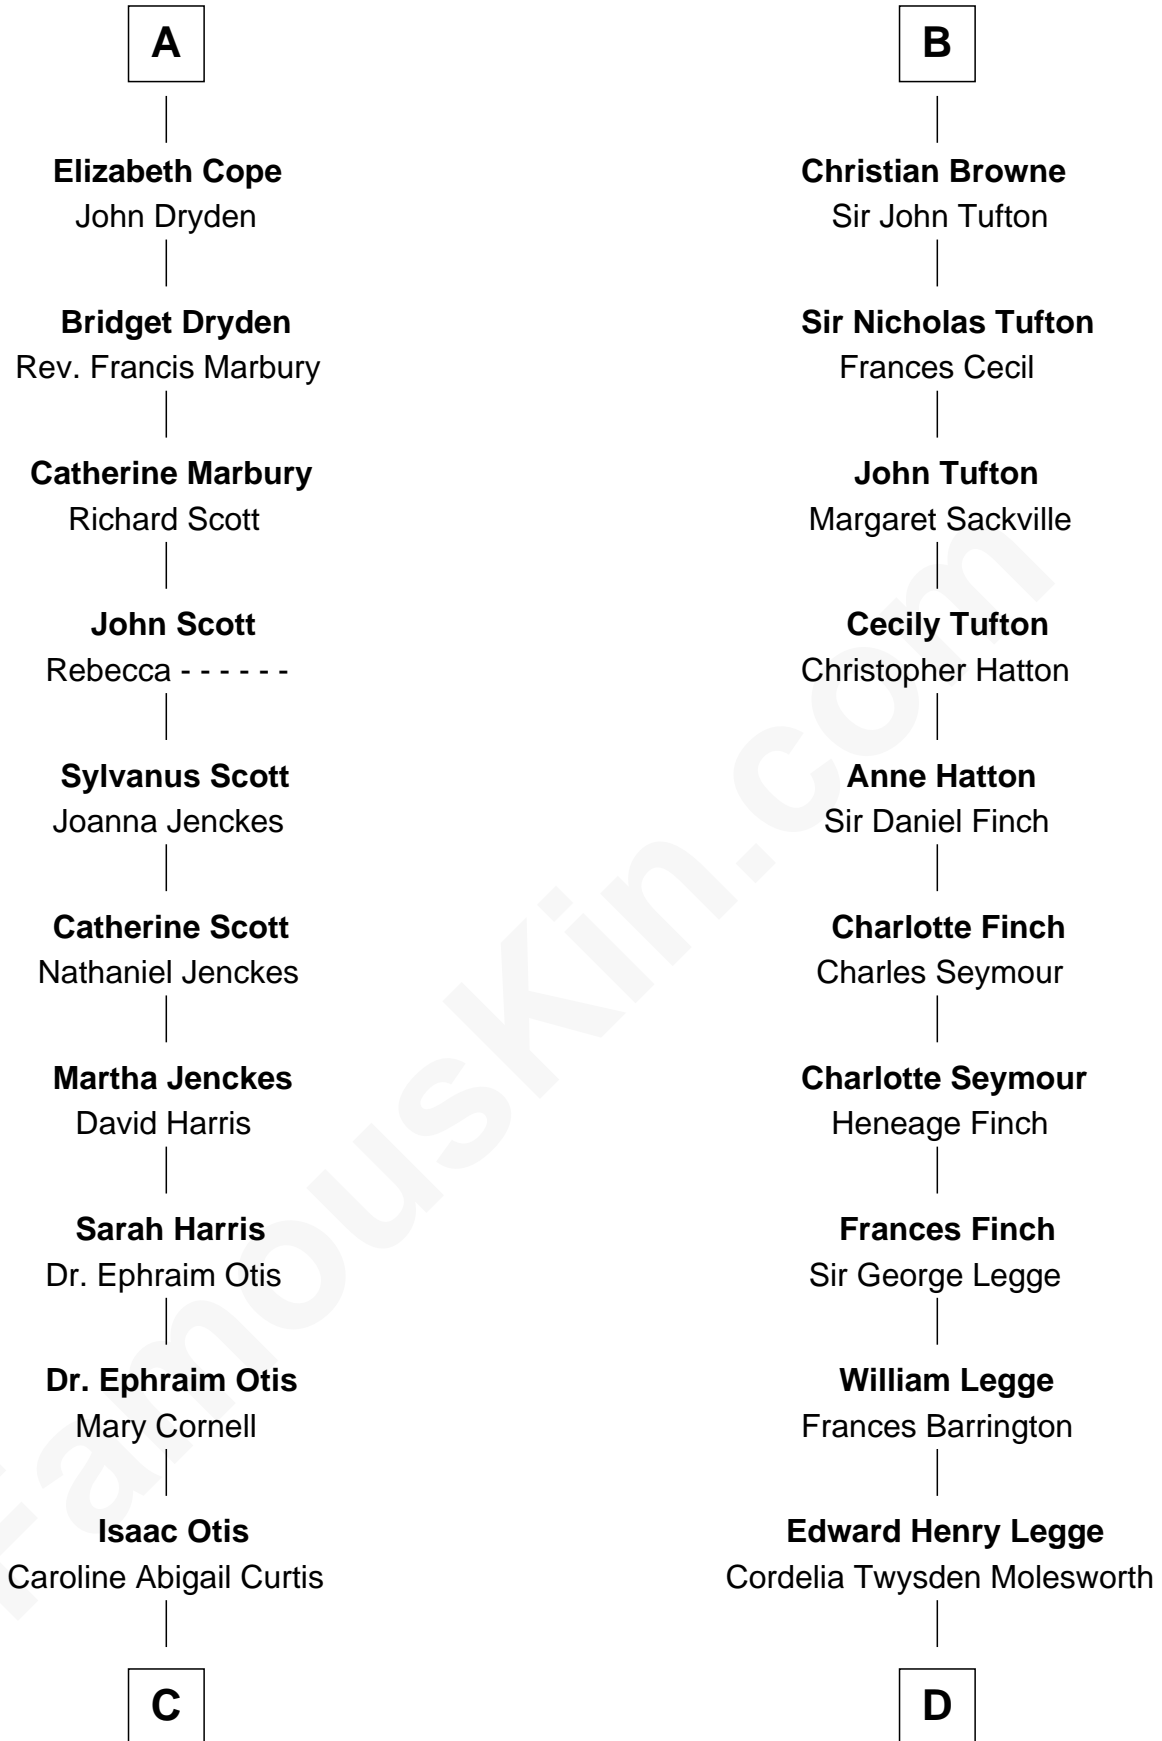 A
Elizabeth Cope
John Dryden
Bridget Dryden
Rev. Francis Marbury
Catherine Marbury
Richard Scott
John Scott
Rebecca - - - - - -
Sylvanus Scott
Joanna Jenckes
Catherine Scott
Nathaniel Jenckes
Martha Jenckes
David Harris
Sarah Harris
Dr. Ephraim Otis
Dr. Ephraim Otis
Mary Cornell
Isaac Otis
Caroline Abigail Curtis
C
B
Christian Browne
Sir John Tufton
Sir Nicholas Tufton
Frances Cecil
John Tufton
Margaret Sackville
Cecily Tufton
Christopher Hatton
Anne Hatton
Sir Daniel Finch
Charlotte Finch
Charles Seymour
Charlotte Seymour
Heneage Finch
Frances Finch
Sir George Legge
William Legge
Frances Barrington
Edward Henry Legge
Cordelia Twysden Molesworth
D
FamousKin.com